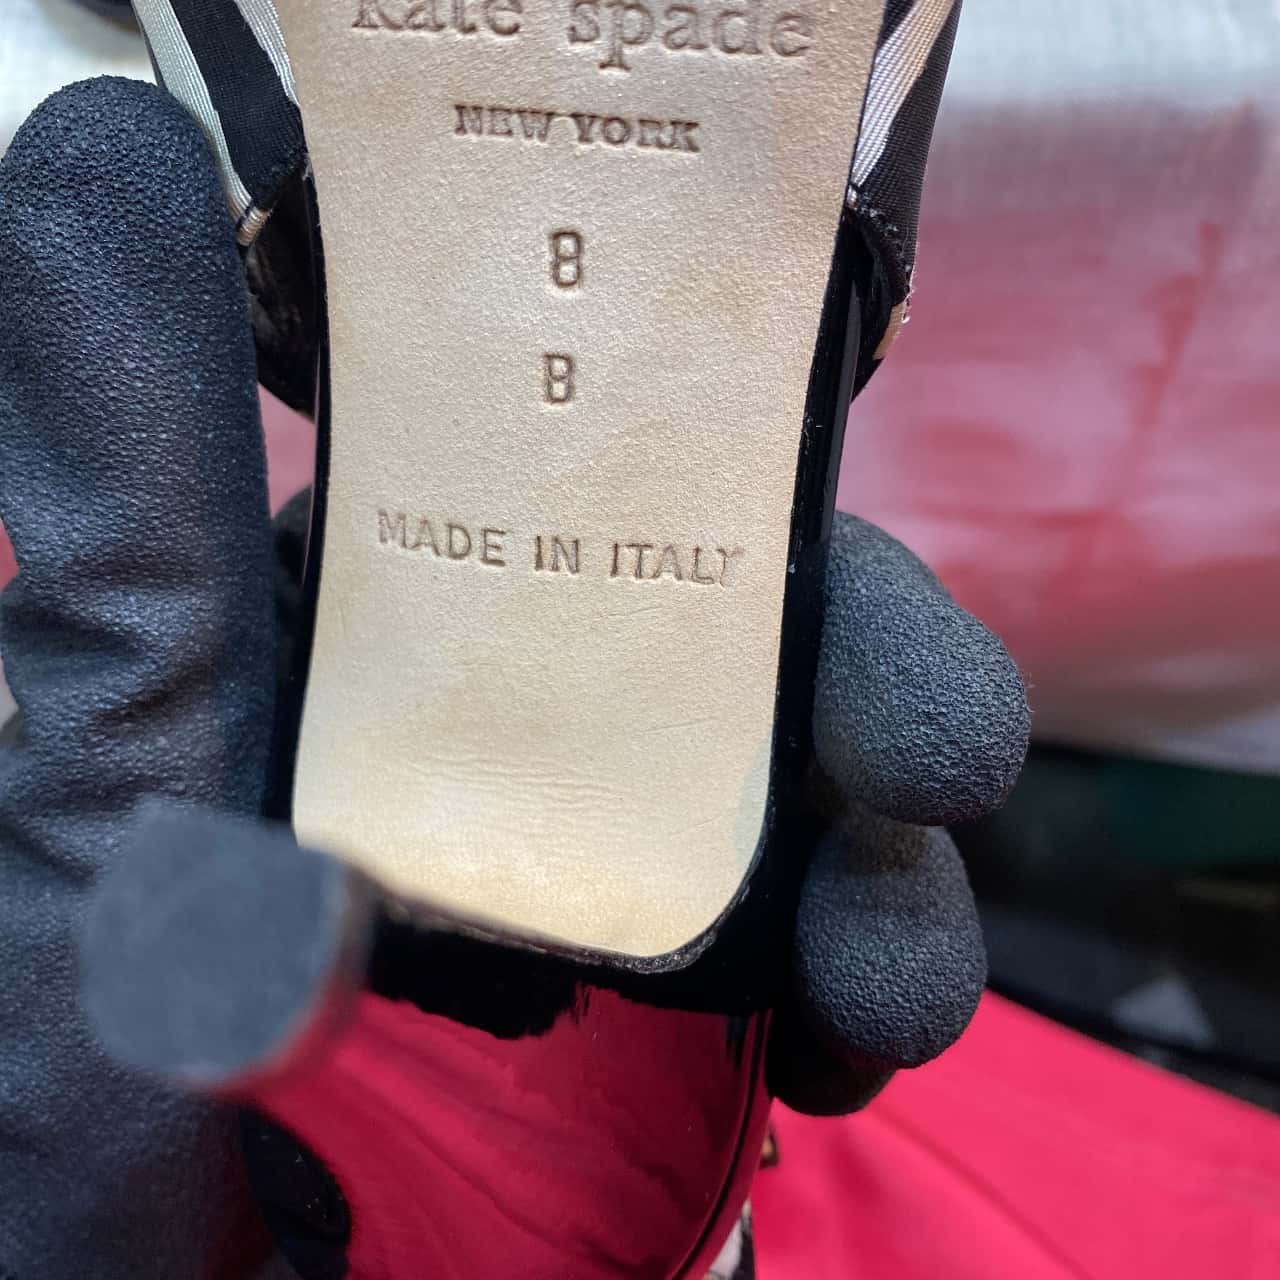 kate spade
NEW YORK
8
B
MADE IN ITALY